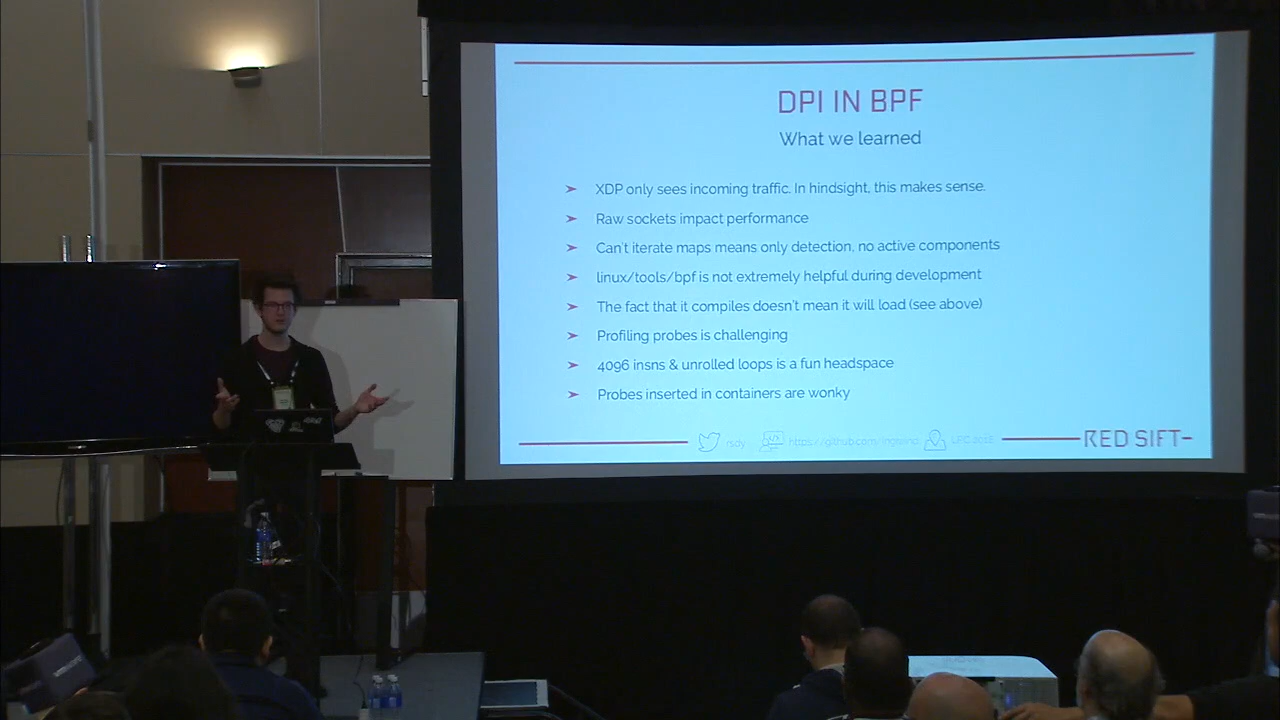 DPI IN BPF
What we learned
➤ XDP only sees incoming traffic. In hindsight, this makes sense.
➤ Raw sockets impact performance
➤ Can't iterate maps means only detection, no active components
➤ linux/tools/bpf is not extremely helpful during development
➤ The fact that it compiles doesn't mean it will load (see above)
➤ Profiling probes is challenging
➤ 4096 insns & unrolled loops is a fun headspace
➤ Probes inserted in containers are wonky
RED SIFT